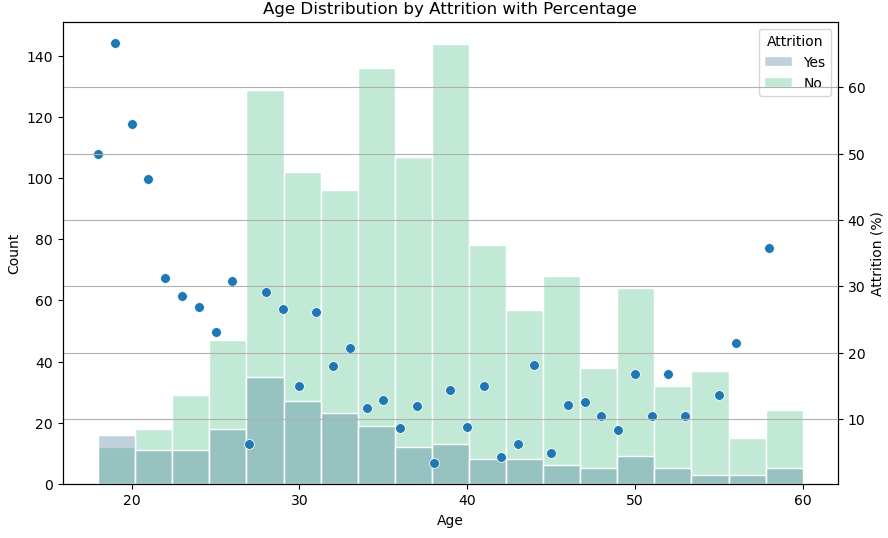 Age Distribution by Attrition with Percentage
Attrition
Yes
No
Count
0
20
40
60
80
100
120
140
10
20
30
40
50
60
Attrition (%)
20
30
40
50
60
Age